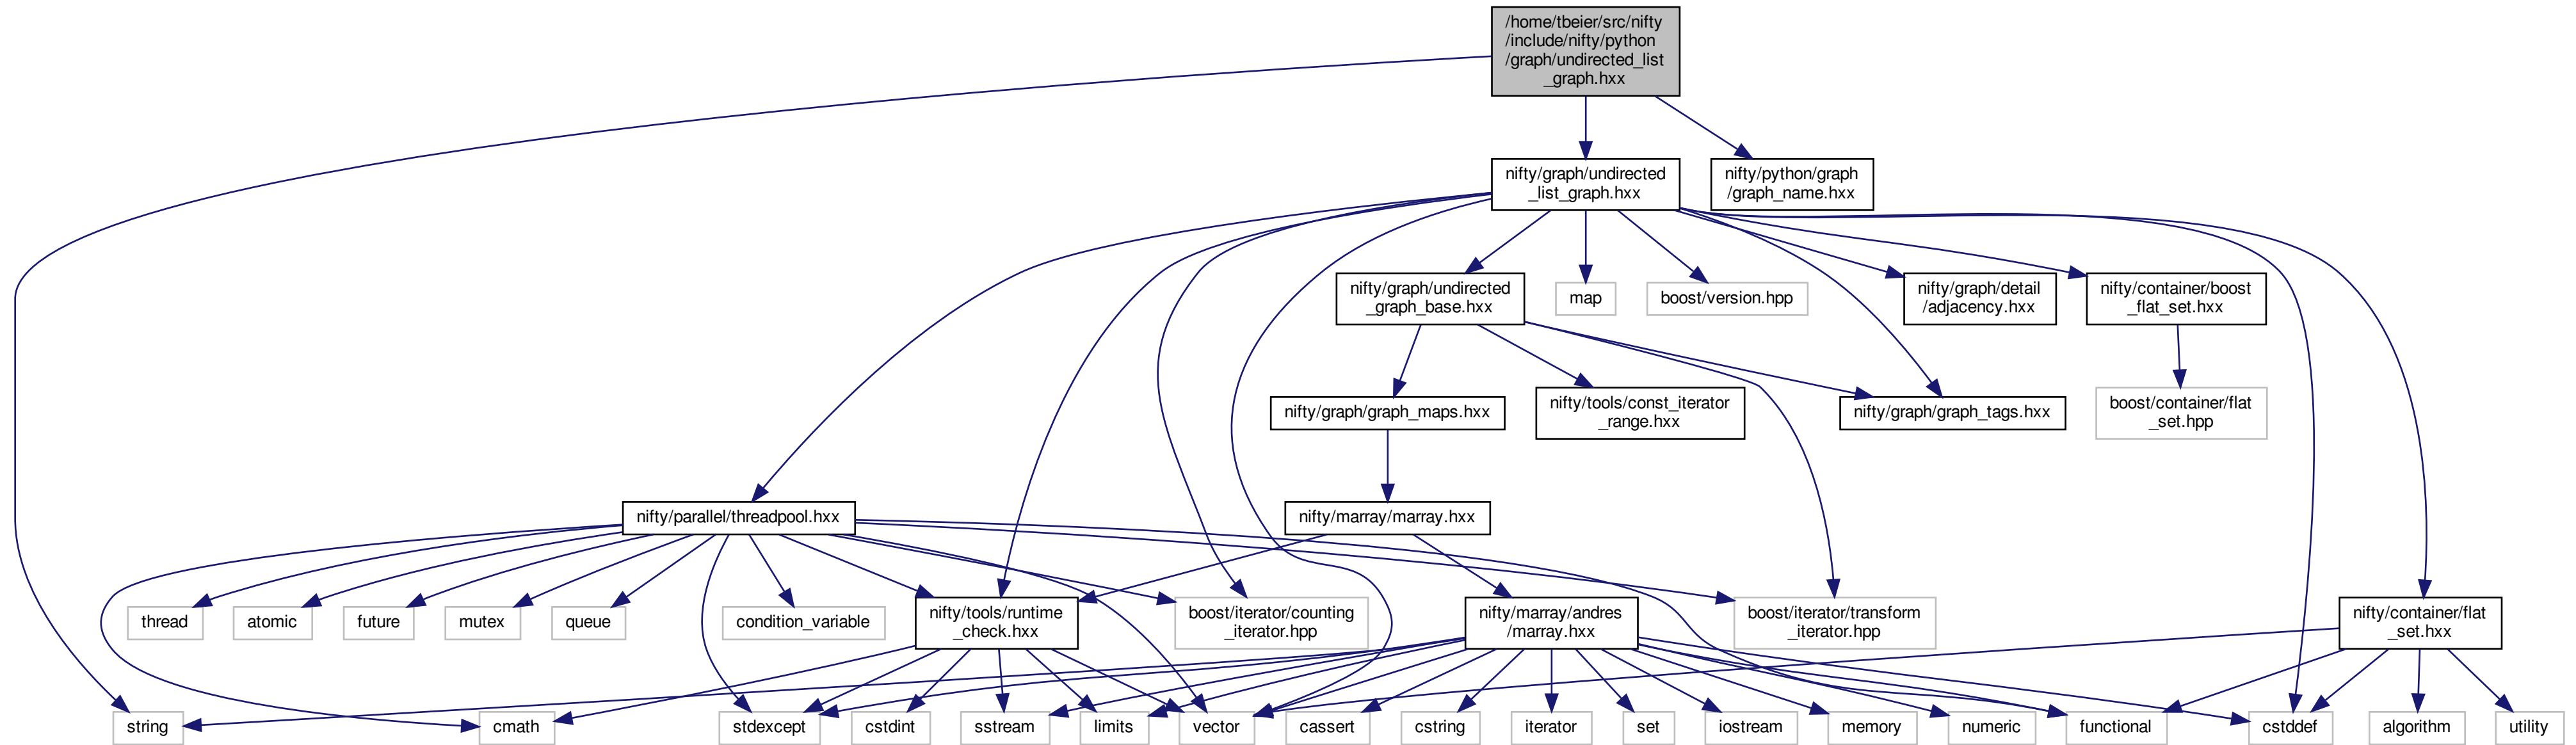 /home/tbeier/src/nifty
/include/nifty/python
/graph/undirected_list
_graph.hxx
nifty/graph/undirected
_list_graph.hxx
nifty/python/graph
/graph_name.hxx
nifty/graph/undirected
_graph_base.hxx
map
boost/version.hpp
nifty/graph/detail
/adjacency.hxx
nifty/container/boost
_flat_set.hxx
nifty/graph/graph_maps.hxx
nifty/tools/const_iterator
_range.hxx
nifty/graph/graph_tags.hxx
boost/container/flat
_set.hpp
nifty/parallel/threadpool.hxx
nifty/marray/marray.hxx
thread
atomic
future
mutex
queue
condition_variable
nifty/tools/runtime
_check.hxx
boost/iterator/counting
_iterator.hpp
nifty/marray/andres
/marray.hxx
boost/iterator/transform
_iterator.hpp
nifty/container/flat
_set.hxx
string
cmath
stdexcept
cstdint
sstream
limits
vector
cassert
cstring
iterator
set
iostream
memory
numeric
functional
cstddef
algorithm
utility